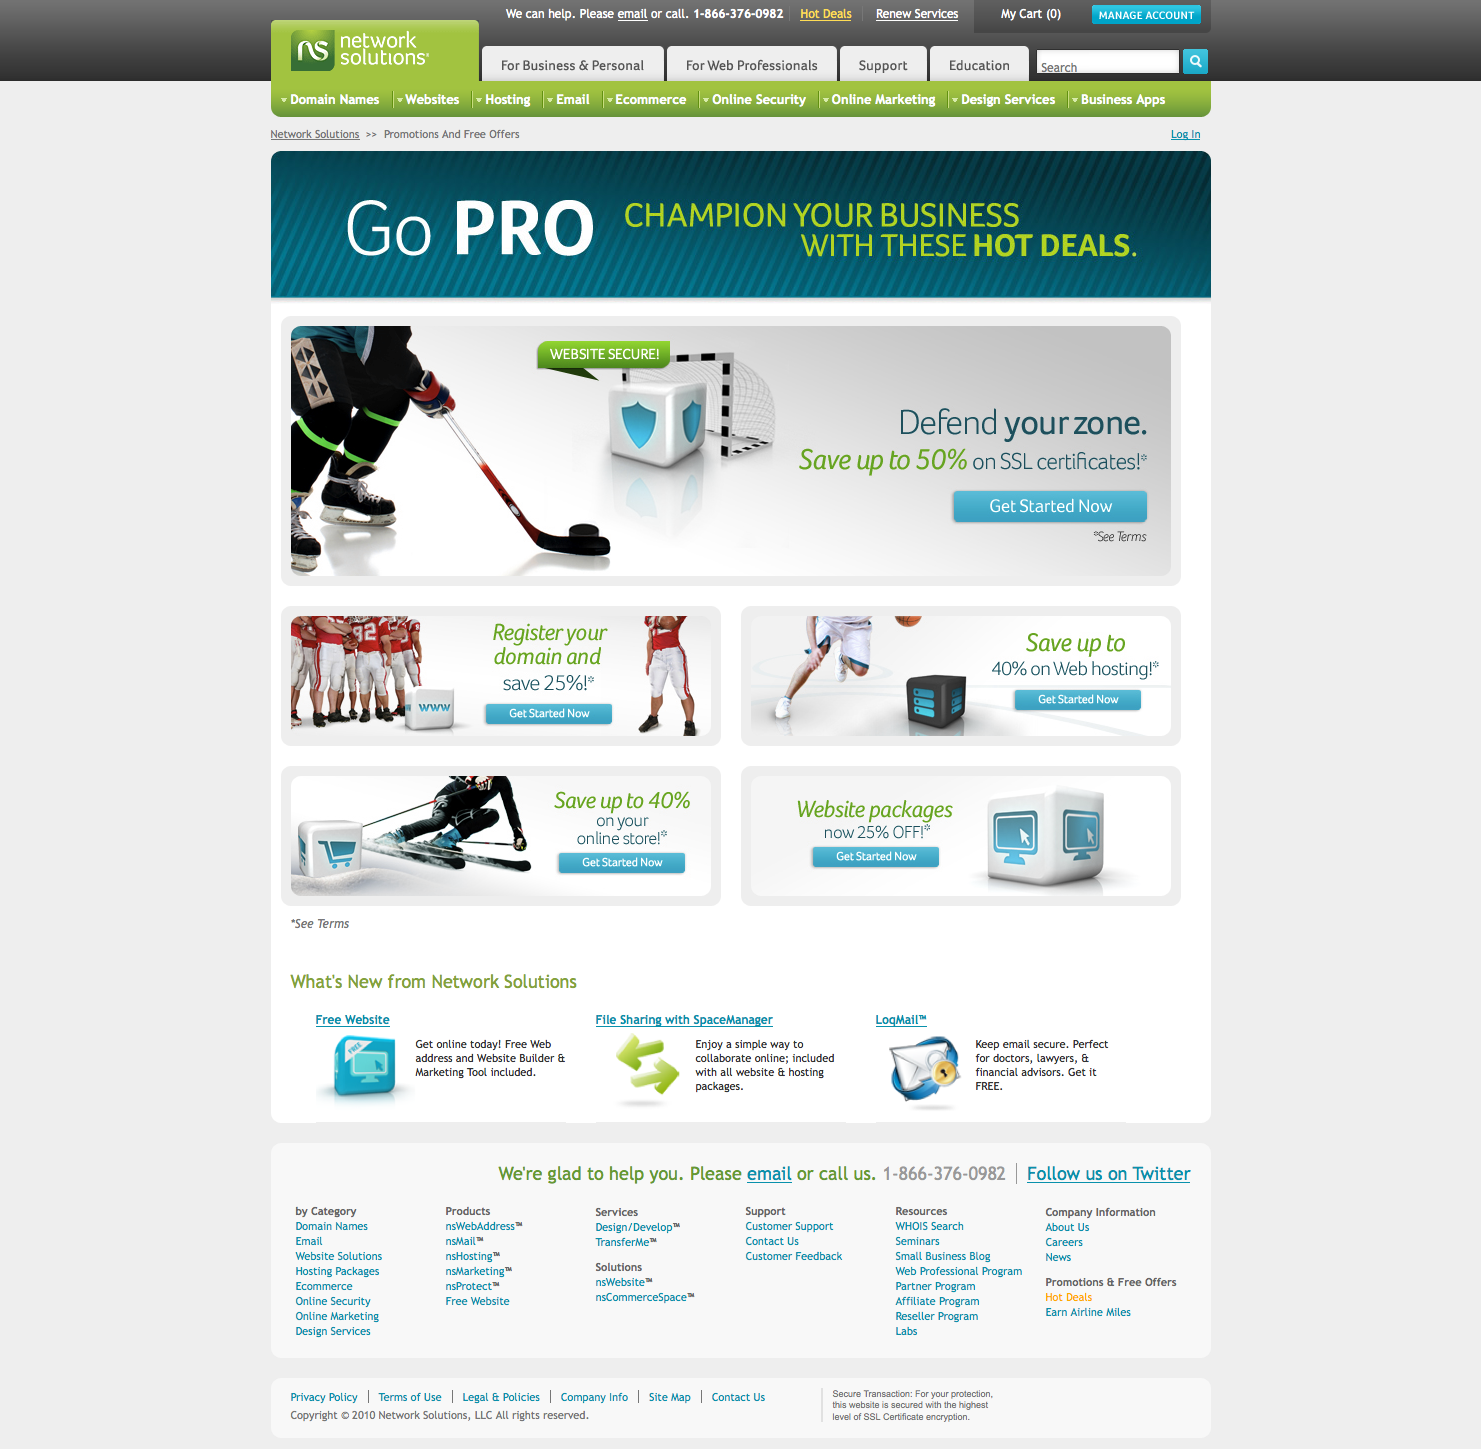 We can help. Please email or call. 1-866-376-0982
Hot Deals
Renew Services
My Cart (0)
MANAGE ACCOUNT
ns network
solutions®
For Business & Personal
For Web Professionals
Support
Education
Search
Domain Names
Websites
Hosting
Email
Ecommerce
Online Security
Online Marketing
Design Services
Business Apps
Network Solutions >> Promotions And Free Offers
Log In
Go PRO
CHAMPION YOUR BUSINESS
WITH THESE HOT DEALS.
WEBSITE SECURE!
Defend your zone.
Save up to 50% on SSL certificates!*
Get Started Now
*See Terms
82
www
Register your
domain and
save 25%!*
Get Started Now
Save up to
40% on Web hosting!*
Get Started Now
Save up to 40%
on your
online store!*
Get Started Now
Website packages
now 25% OFF!*
Get Started Now
*See Terms
What's New from Network Solutions
Free Website
FREE
Get online today! Free Web
address and Website Builder &
Marketing Tool included.
File Sharing with SpaceManager
Enjoy a simple way to
collaborate online; included
with all website & hosting
packages.
LoqMail™
Keep email secure. Perfect
for doctors, lawyers, &
financial advisors. Get it
FREE.
We're glad to help you. Please email or call us. 1-866-376-0982
Follow us on Twitter
by Category
Domain Names
Email
Website Solutions
Hosting Packages
Ecommerce
Online Security
Online Marketing
Design Services
Products
nsWebAddress™
nsMail™
nsHosting™
nsMarketing™
nsProtect™
Free Website
Services
Design/Develop™
TransferMe™
Solutions
nsWebsite™
nsCommerceSpace™
Support
Customer Support
Contact Us
Customer Feedback
Resources
WHOIS Search
Seminars
Small Business Blog
Web Professional Program
Partner Program
Affiliate Program
Reseller Program
Labs
Company Information
About Us
Careers
News
Promotions & Free Offers
Hot Deals
Earn Airline Miles
Privacy Policy
Terms of Use
Legal & Policies
Company Info
Site Map
Contact Us
Copyright © 2010 Network Solutions, LLC All rights reserved.
Secure Transaction: For your protection,
this website is secured with the highest
level of SSL Certificate encryption.